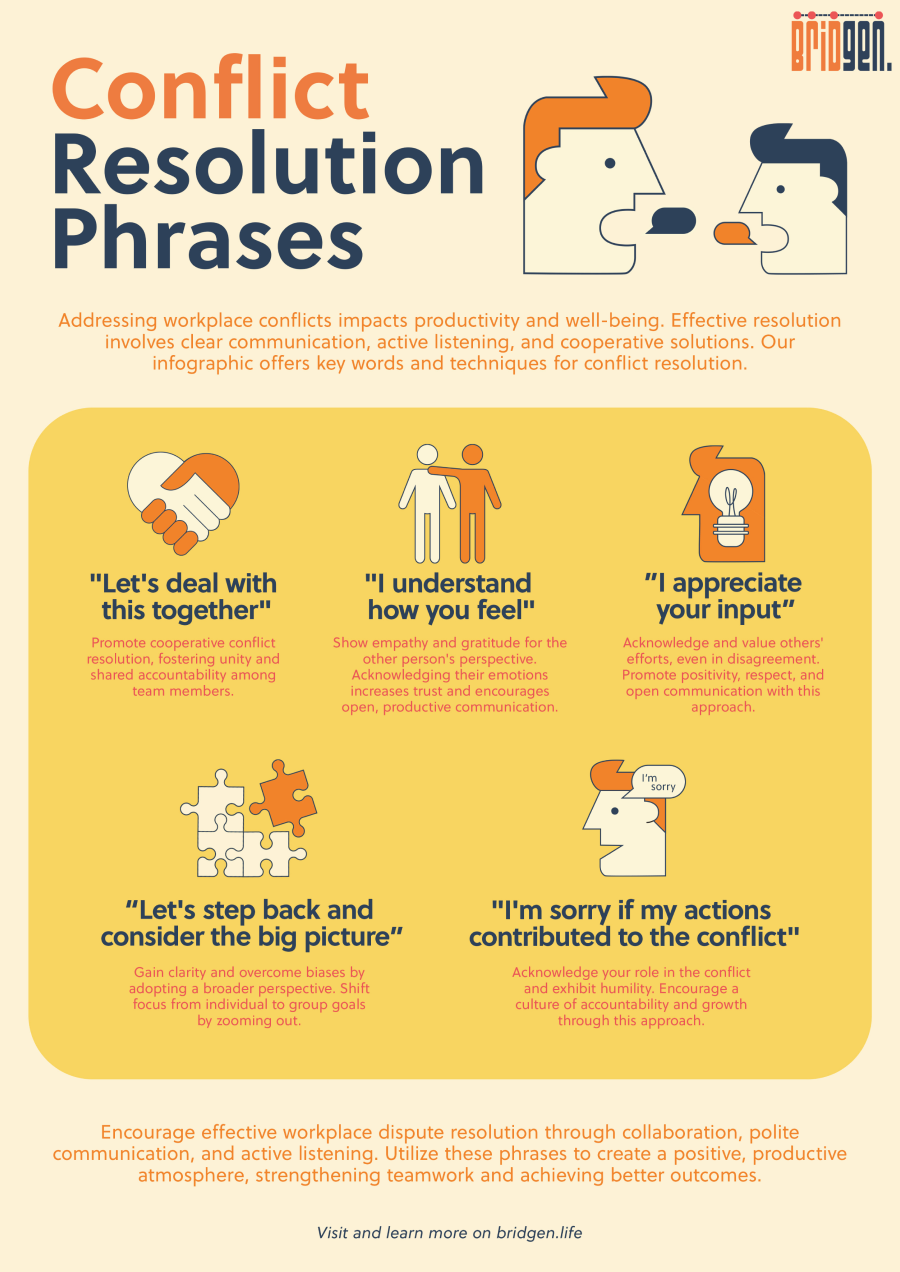 Bridgen.
Conflict
Resolution
Phrases
Addressing workplace conflicts impacts productivity and well-being. Effective resolution
involves clear communication, active listening, and cooperative solutions. Our
infographic offers key words and techniques for conflict resolution.
"Let's deal with
this together"
Promote cooperative conflict
resolution, fostering unity and
shared accountability among
team members.
"I understand
how you feel"
Show empathy and gratitude for the
other person's perspective.
Acknowledging their emotions
increases trust and encourages
open, productive communication.
”I appreciate
your input”
Acknowledge and value others'
efforts, even in disagreement.
Promote positivity, respect, and
open communication with this
approach.
“Let's step back and
consider the big picture”
Gain clarity and overcome biases by
adopting a broader perspective. Shift
focus from individual to group goals
by zooming out.
I'm
sorry
"I'm sorry if my actions
contributed to the conflict"
Acknowledge your role in the conflict
and exhibit humility. Encourage a
culture of accountability and growth
through this approach.
Encourage effective workplace dispute resolution through collaboration, polite
communication, and active listening. Utilize these phrases to create a positive, productive
atmosphere, strengthening teamwork and achieving better outcomes.
Visit and learn more on bridgen.life